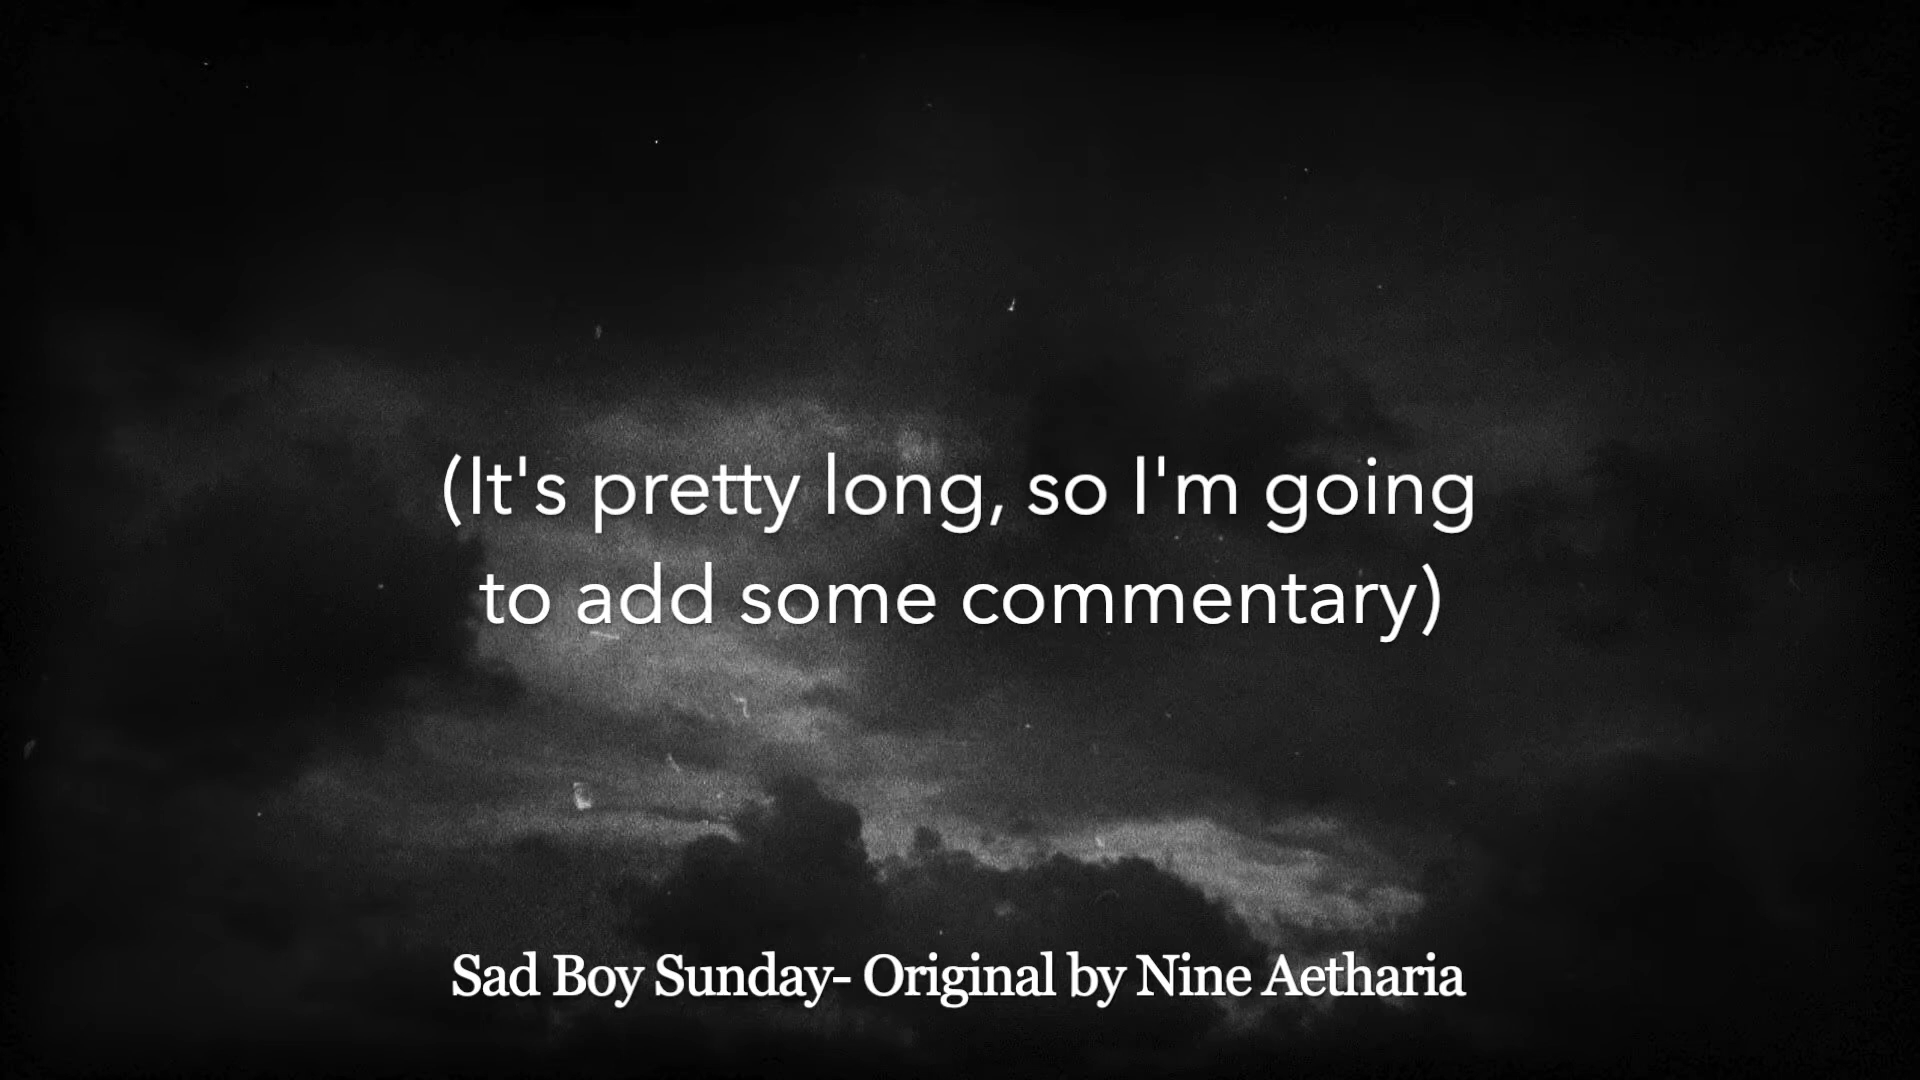 (It's pretty long, so I'm going
to add some commentary)
Sad Boy Sunday- Original by Nine Aetharia